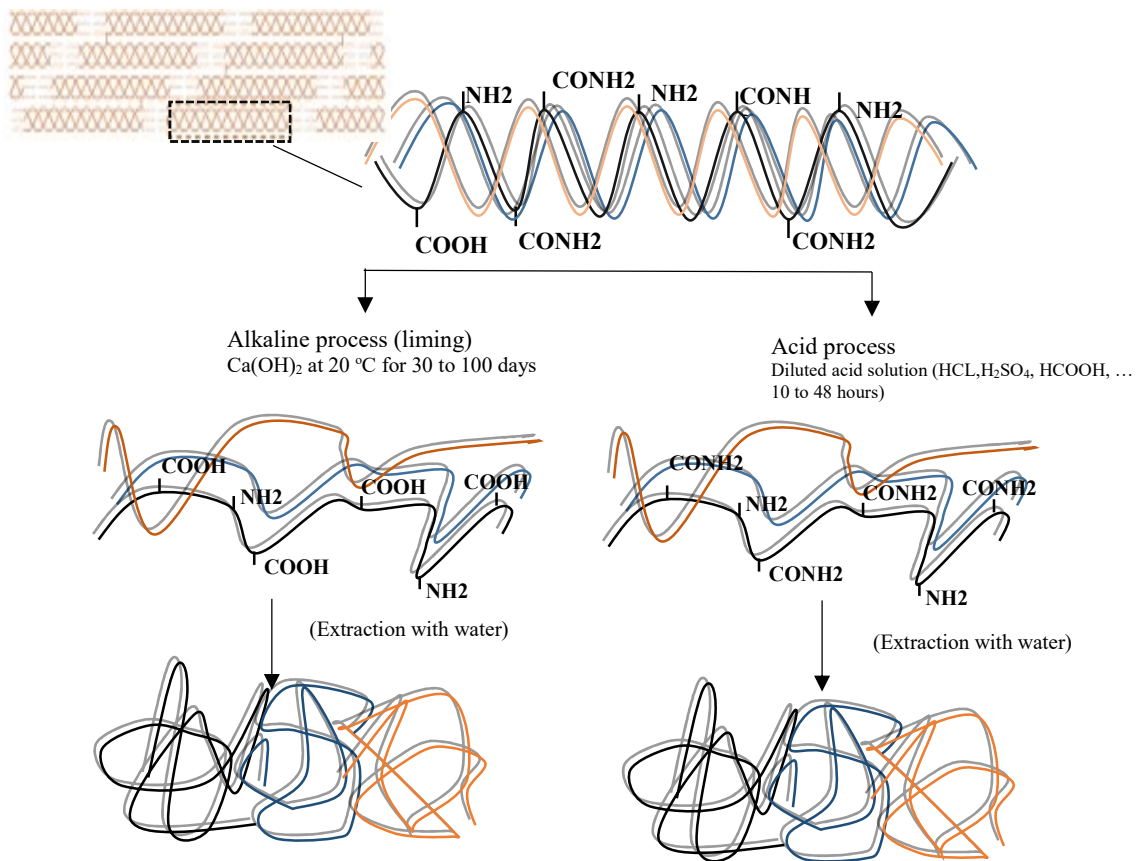 NH2
CONH2
NH2
CONH
NH2
COOH
CONH2
CONH2
Alkaline process (liming)
Ca(OH)₂ at 20 ºC for 30 to 100 days
Acid process
Diluted acid solution (HCL,H₂SO₄, HCOOH, …
10 to 48 hours)
COOH
NH2
COOH
COOH
COOH
NH2
CONH2
NH2
CONH2
CONH2
CONH2
NH2
(Extraction with water)
(Extraction with water)